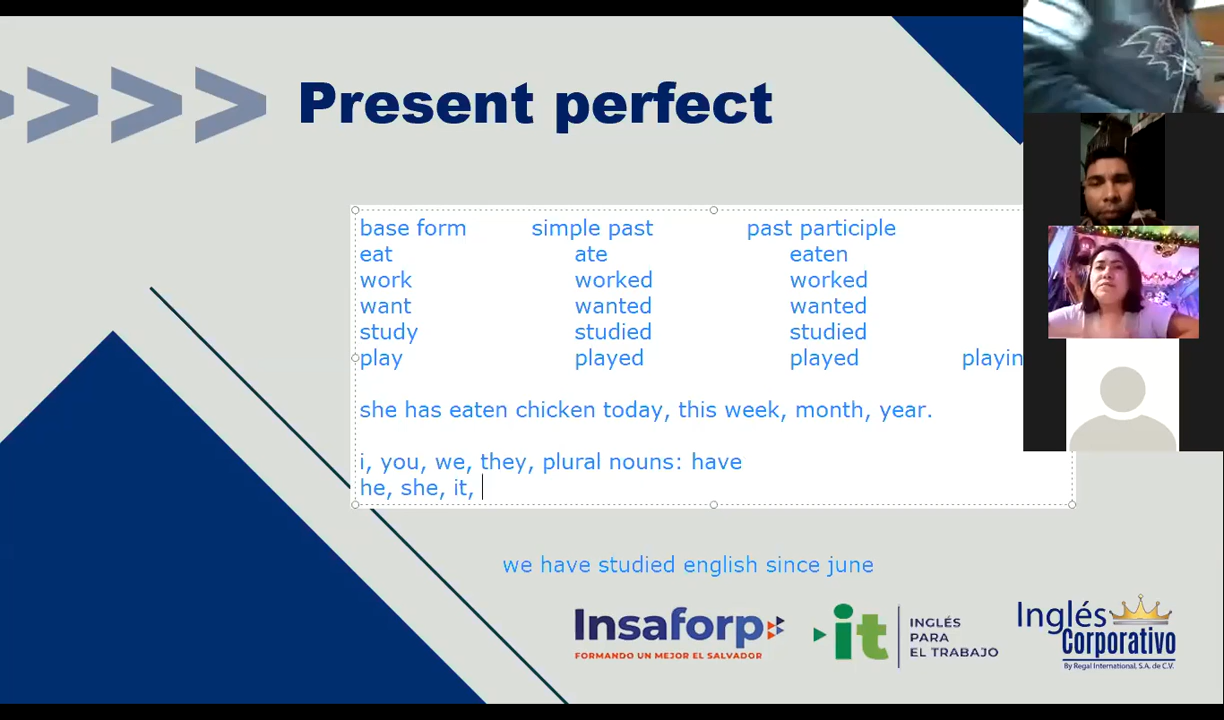 Present perfect
base form simple past past participle
eat ate eaten
work worked worked
want wanted wanted
study studied studied
play played played playin
she has eaten chicken today, this week, month, year.
i, you, we, they, plural nouns: have
he, she, it,
we have studied english since june
Insaforp
FORMANDO UN MEJOR EL SALVADOR
it
INGLÉS
PARA
EL TRABAJO
Inglés
Corporativo
By Regal International, S.A. de C.V.